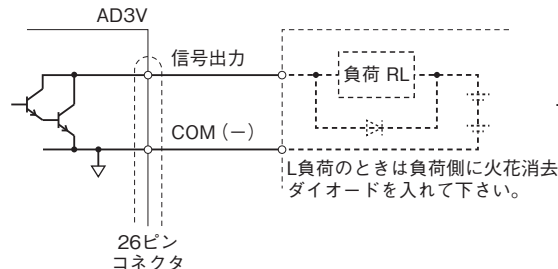 AD3V
信号出力
負荷 RL
COM（－）
L負荷のときは負荷側に火花消去
ダイオードを入れて下さい。
26ピン
コネクタ